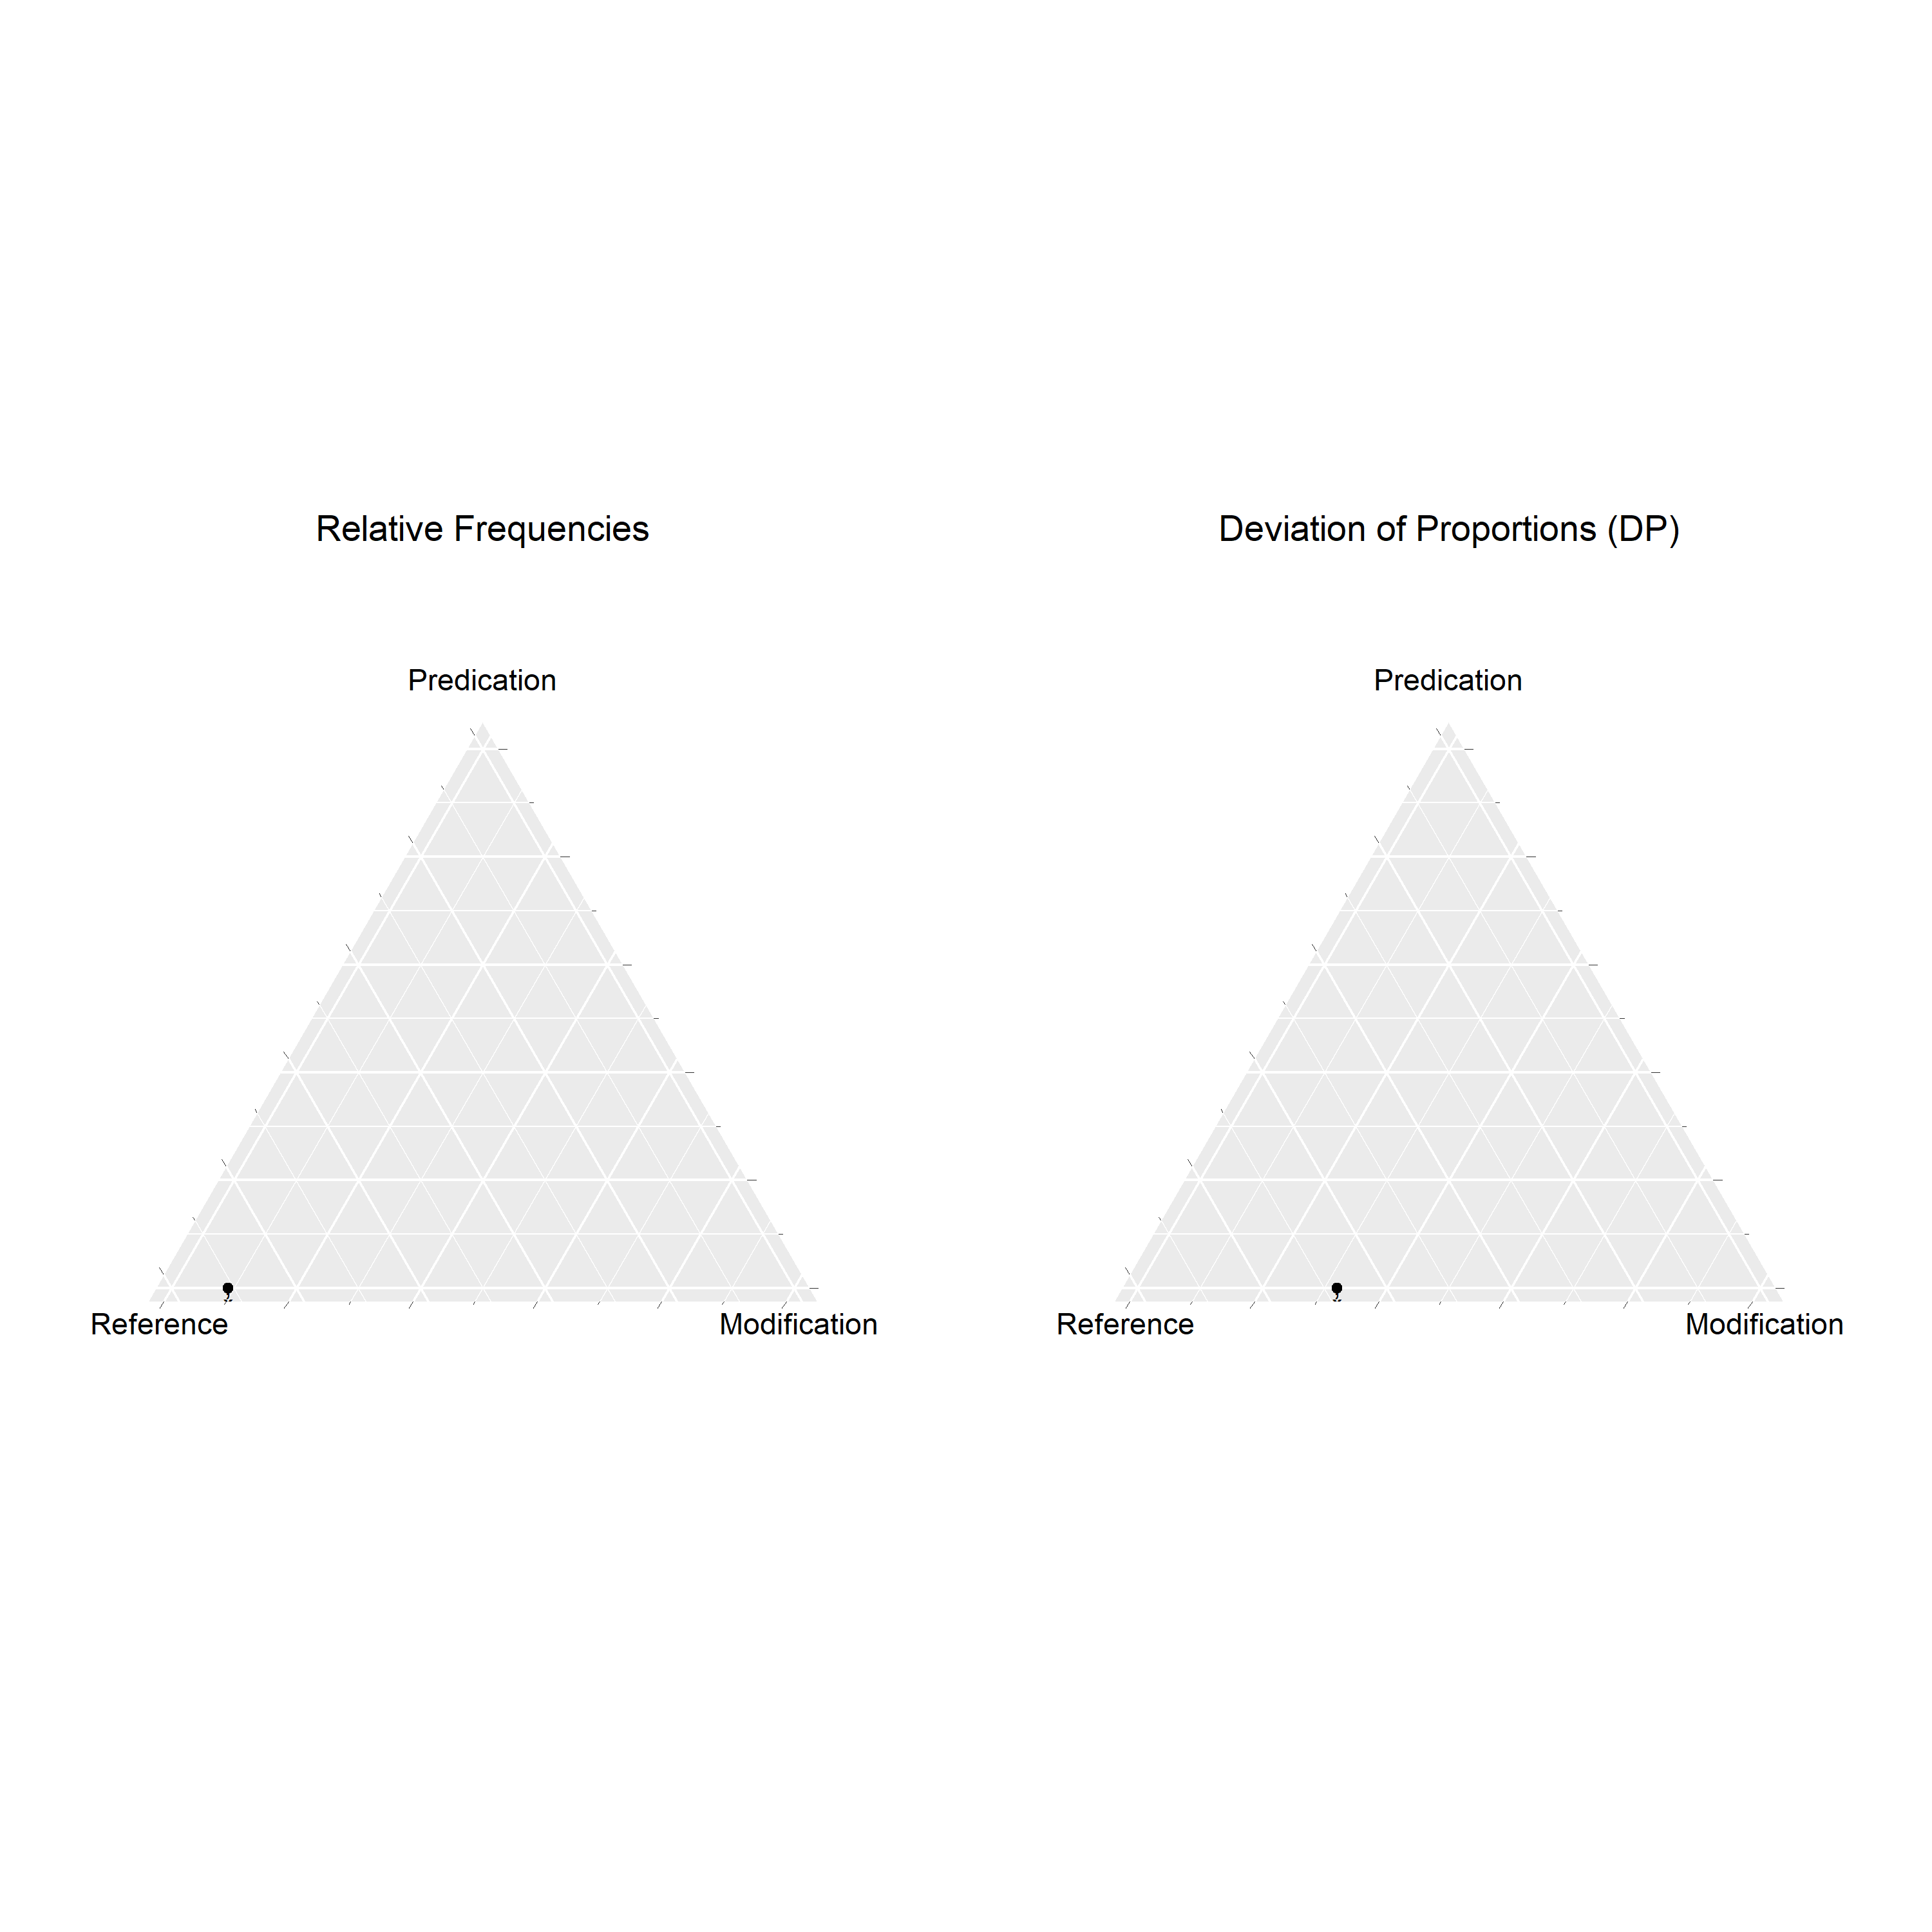 Relative Frequencies
Predication
Reference
Modification
Deviation of Proportions (DP)
Predication
Reference
Modification